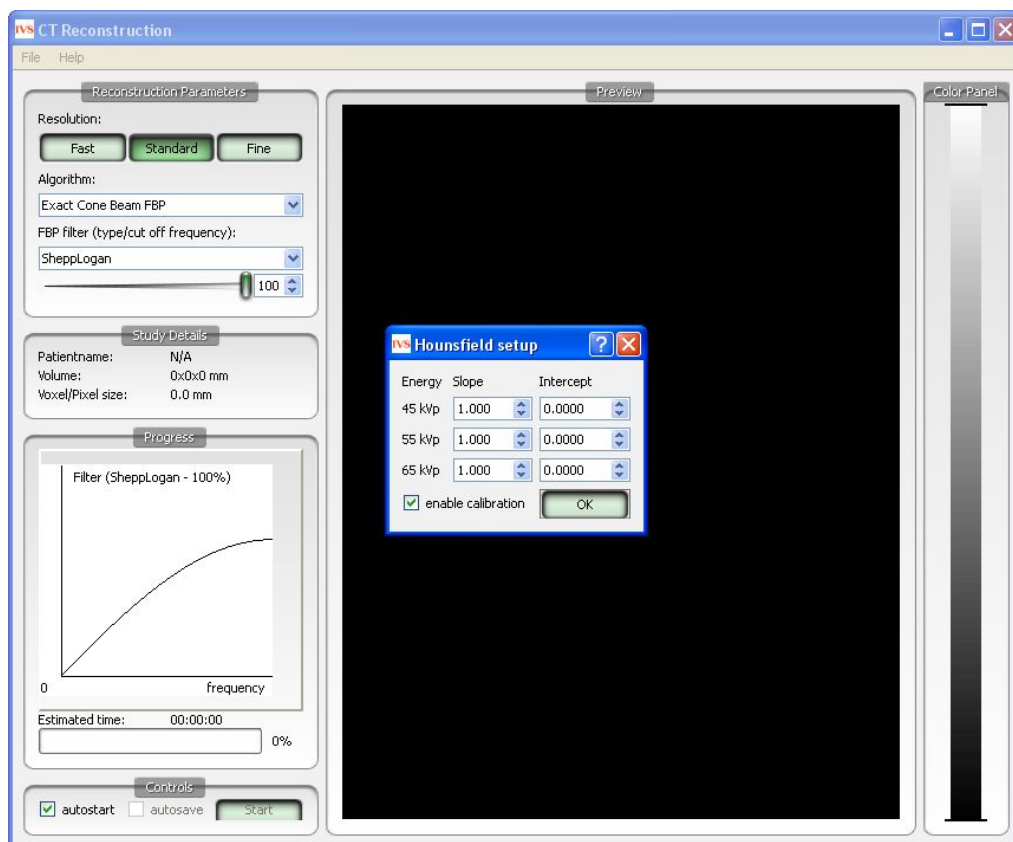 IVS CT Reconstruction
File Help
Reconstruction Parameters
Resolution:
Fast Standard Fine
Algorithm:
Exact Cone Beam FBP
FBP filter (type/cut off frequency):
SheppLogan
100
Study Details
Patientname: N/A
Volume: 0x0x0 mm
Voxel/Pixel size: 0.0 mm
Progress
Filter (SheppLogan - 100%)
0 frequency
Estimated time: 00:00:00
0%
Controls
autostart autosave Start
Preview
IVS Hounsfield setup ?
Energy Slope Intercept
45 kVp 1.000 0.0000
55 kVp 1.000 0.0000
65 kVp 1.000 0.0000
enable calibration OK
Color Panel